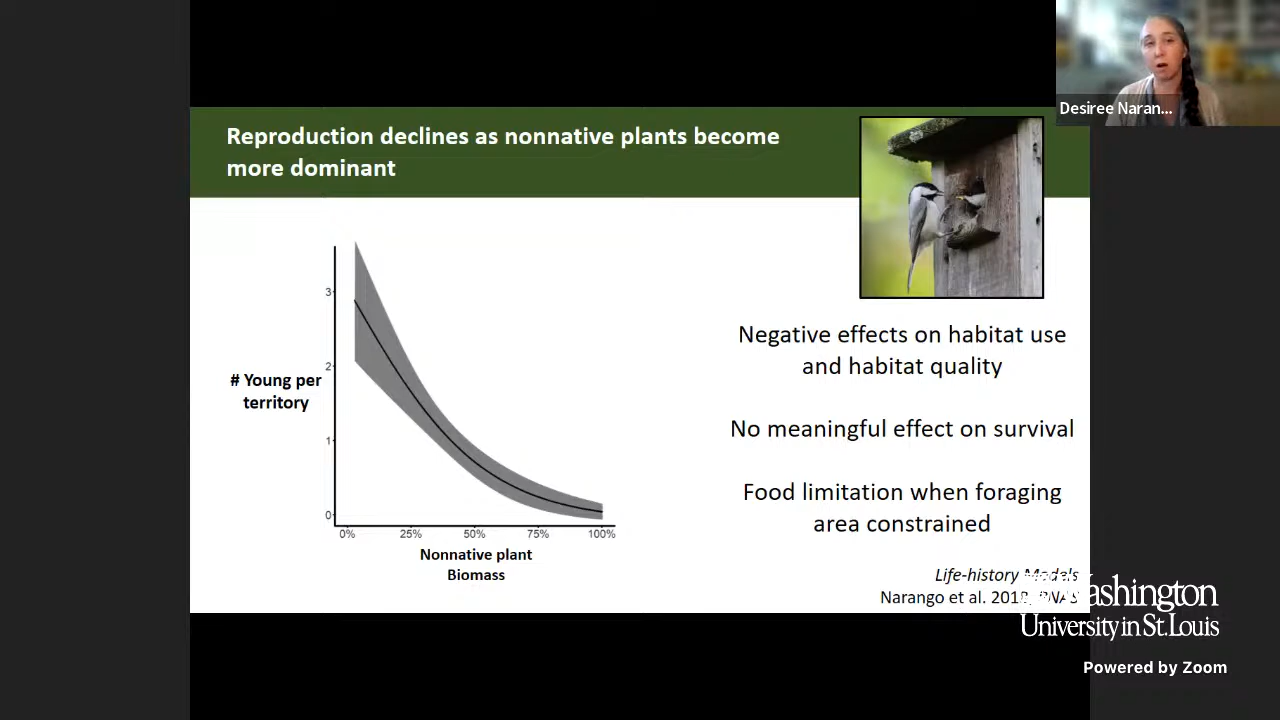 Reproduction declines as nonnative plants become
more dominant
Desiree Naran...
3
2
1
0
# Young per
territory
0% 25% 50% 75% 100%
Nonnative plant
Biomass
Negative effects on habitat use
and habitat quality
No meaningful effect on survival
Food limitation when foraging
area constrained
Life-history Models
Narango et al.
Washington
University in St. Louis
Powered by Zoom